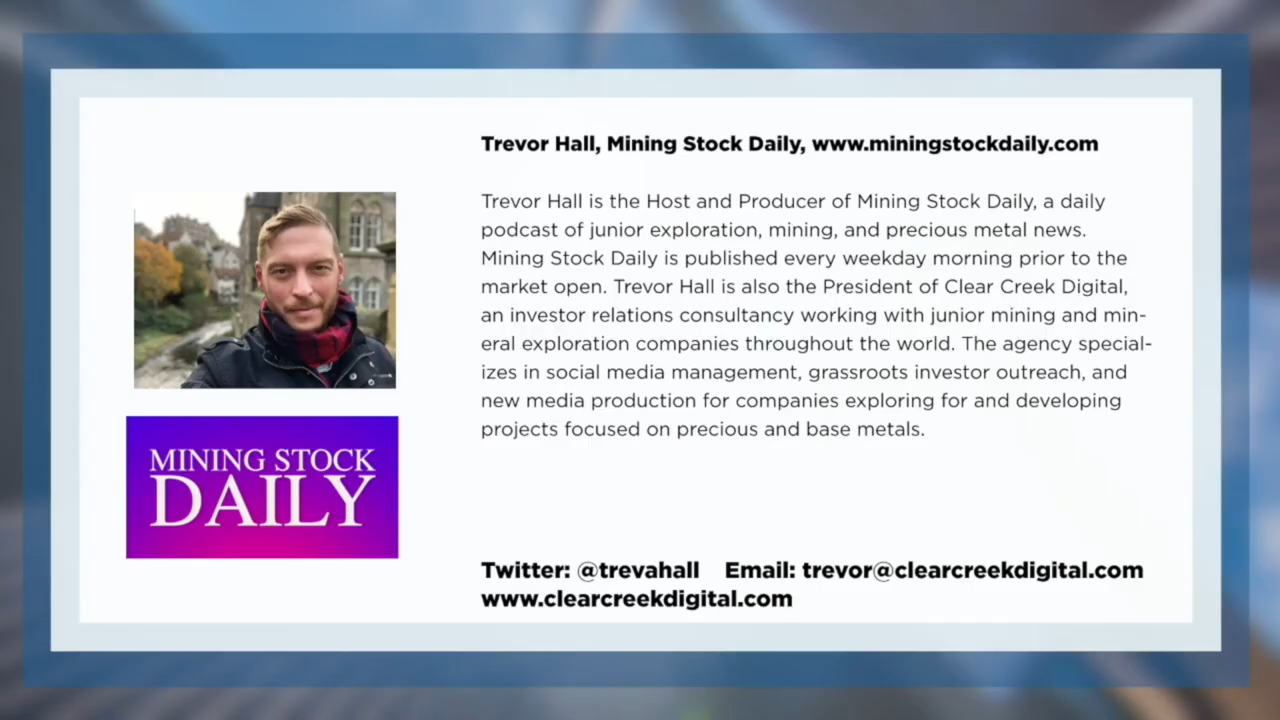 Trevor Hall, Mining Stock Daily, www.miningstockdaily.com
Trevor Hall is the Host and Producer of Mining Stock Daily, a daily
podcast of junior exploration, mining, and precious metal news.
Mining Stock Daily is published every weekday morning prior to the
market open. Trevor Hall is also the President of Clear Creek Digital,
an investor relations consultancy working with junior mining and min-
eral exploration companies throughout the world. The agency special-
izes in social media management, grassroots investor outreach, and
new media production for companies exploring for and developing
projects focused on precious and base metals.
MINING STOCK
DAILY
Twitter: @trevahall Email: trevor@clearcreekdigital.com
www.clearcreekdigital.com